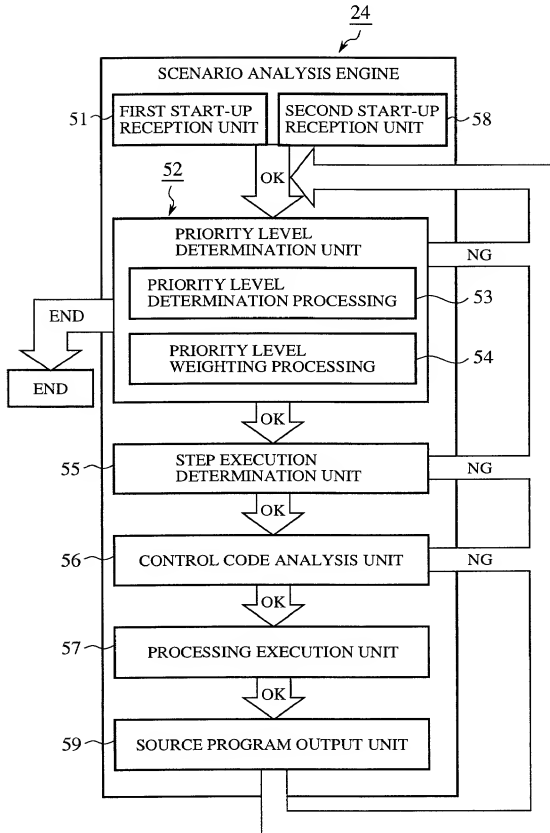 24
SCENARIO ANALYSIS ENGINE
51
FIRST START-UP
RECEPTION UNIT
SECOND START-UP
RECEPTION UNIT
58
OK
52
PRIORITY LEVEL
DETERMINATION UNIT
NG
PRIORITY LEVEL
DETERMINATION PROCESSING
53
END
PRIORITY LEVEL
WEIGHTING PROCESSING
54
END
OK
55
STEP EXECUTION
DETERMINATION UNIT
NG
OK
56
CONTROL CODE ANALYSIS UNIT
NG
OK
57
PROCESSING EXECUTION UNIT
OK
59
SOURCE PROGRAM OUTPUT UNIT